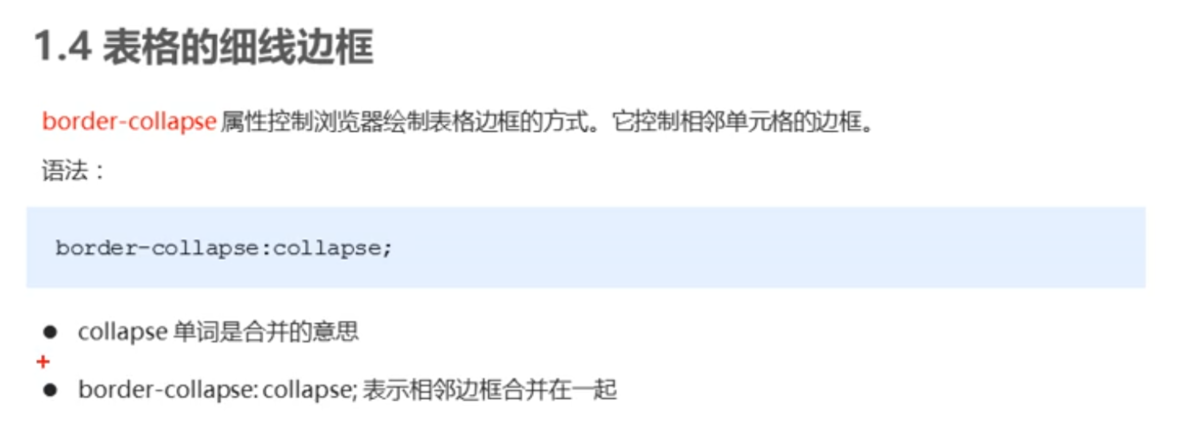 1.4 表格的细线边框
border-collapse 属性控制浏览器绘制表格边框的方式。它控制相邻单元格的边框。
语法：
border-collapse:collapse;
● collapse 单词是合并的意思
● border-collapse: collapse; 表示相邻边框合并在一起